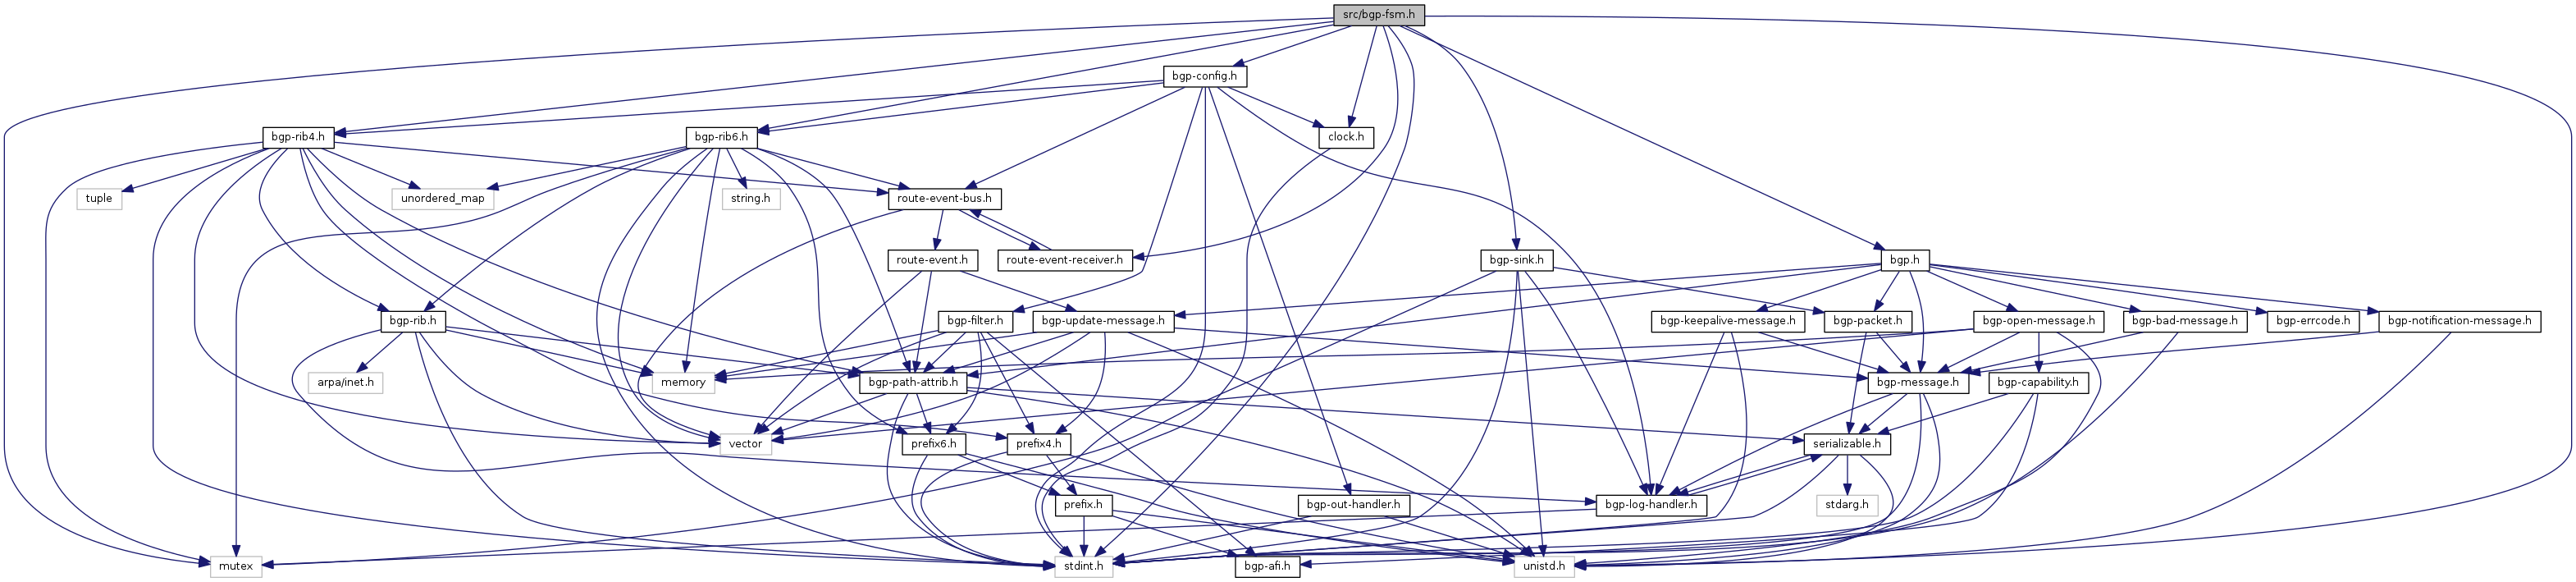 src/bgp-fsm.h
bgp-config.h
bgp-rib4.h
bgp-rib6.h
clock.h
tuple
unordered_map
string.h
route-event-bus.h
route-event.h
route-event-receiver.h
bgp-sink.h
bgp.h
bgp-rib.h
bgp-filter.h
bgp-update-message.h
bgp-keepalive-message.h
bgp-packet.h
bgp-open-message.h
bgp-bad-message.h
bgp-errcode.h
bgp-notification-message.h
arpa/inet.h
memory
bgp-path-attrib.h
bgp-message.h
bgp-capability.h
vector
prefix6.h
prefix4.h
serializable.h
prefix.h
bgp-out-handler.h
bgp-log-handler.h
stdarg.h
mutex
stdint.h
bgp-afi.h
unistd.h